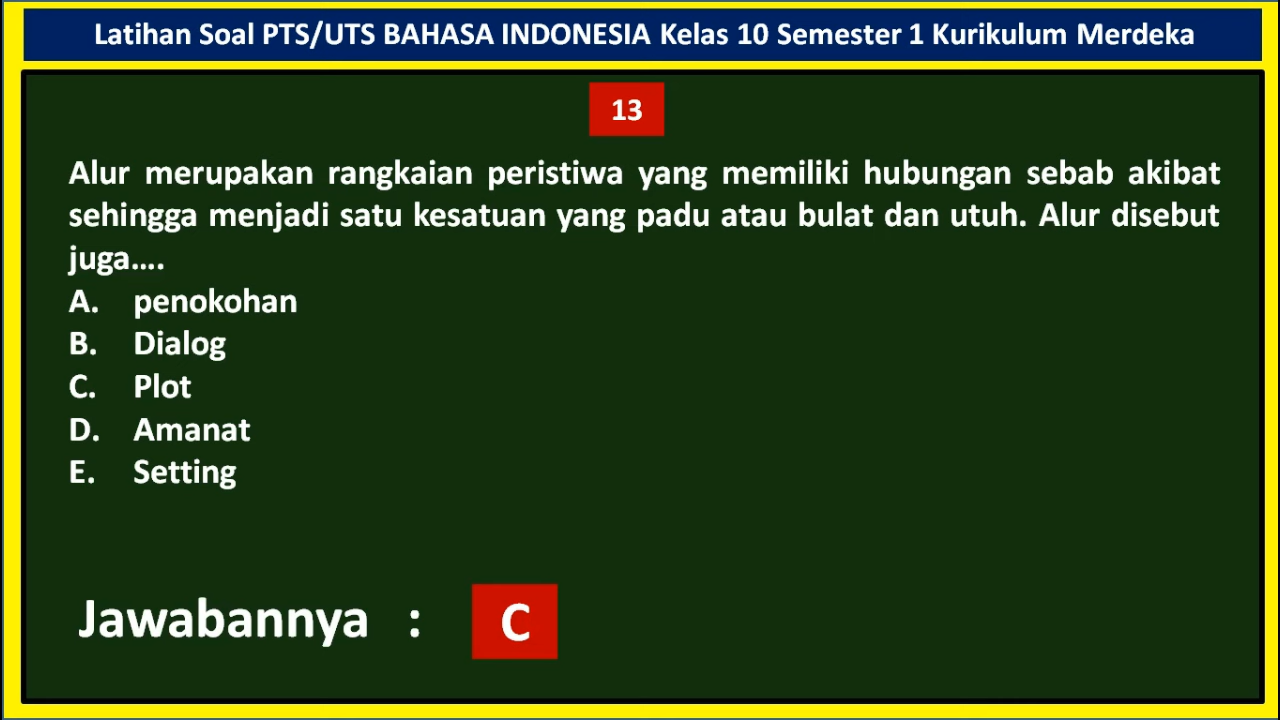 Latihan Soal PTS/UTS BAHASA INDONESIA Kelas 10 Semester 1 Kurikulum Merdeka
13
Alur merupakan rangkaian peristiwa yang memiliki hubungan sebab akibat
sehingga menjadi satu kesatuan yang padu atau bulat dan utuh. Alur disebut
juga....
A. penokohan
B. Dialog
C. Plot
D. Amanat
E. Setting
Jawabannya : C